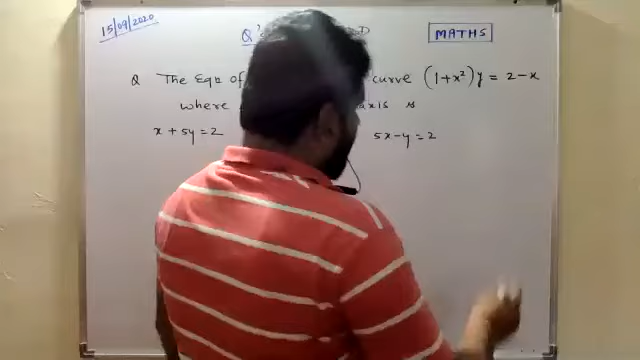 15/09/2020
Q's D
MATHS
Q The Eqn of curve (1+x²)y = 2-x
where axis is
x + 5y = 2 5x - y = 2